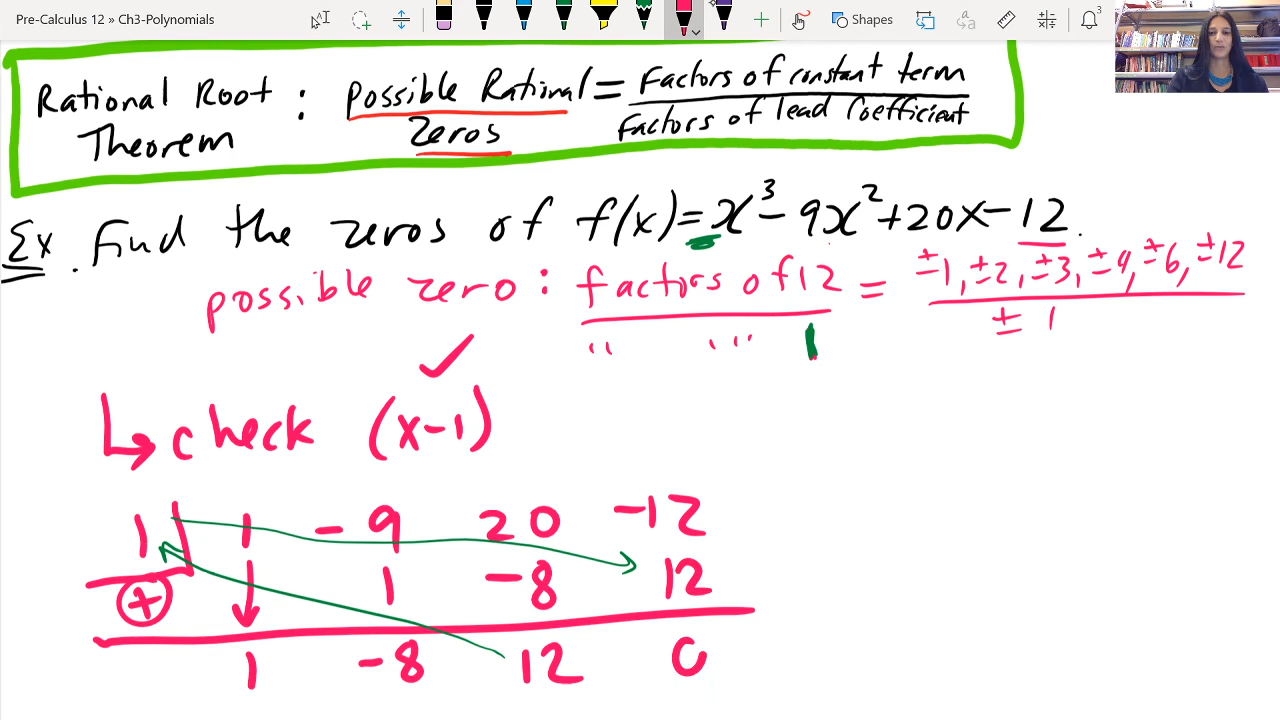 Pre-Calculus 12 » Ch3-Polynomials
Shapes
3
Rational Root Theorem : possible Rational Zeros = Factors of constant term / Factors of lead Coefficient
Ex. Find the zeros of f(x)= x³-9x²+20x-12.
possible zero: factors of 12 / " ... 1 = ±1, ±2, ±3, ±4, ±6, ±12 / ±1
✓
↳ check (x-1)
1 | 1 -9 20 -12
⊕ ↓ 1 -8 12
1 -8 12 0